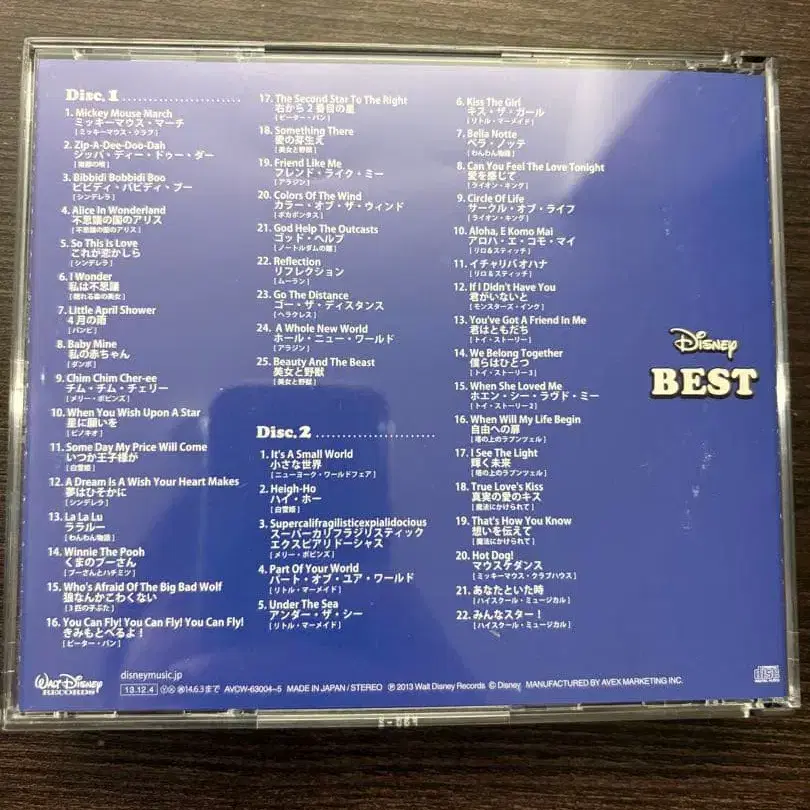 Disc. 1
1. Mickey Mouse March
ミッキーマウス・マーチ
[ミッキーマウス・クラブ]
2. Zip-A-Dee-Doo-Dah
ジッパ・ディー・ドゥー・ダー
[南部の唄]
3. Bibbidi Bobbidi Boo
ビビディ・バビディ・ブー
[シンデレラ]
4. Alice In Wonderland
不思議の国のアリス
[不思議の国のアリス]
5. So This is Love
これが恋かしら
[シンデレラ]
6. I Wonder
私は不思議
[眠れる森の美女]
7. Little April Shower
4月の雨
[バンビ]
8. Baby Mine
私の赤ちゃん
[ダンボ]
9. Chim Chim Cher-ee
チム・チム・チェリー
[メリー・ポピンズ]
10. When You Wish Upon A Star
星に願いを
[ピノキオ]
11. Some Day My Price Will Come
いつか王子様が
[白雪姫]
12. A Dream Is A Wish Your Heart Makes
夢はひそかに
[シンデレラ]
13. La La Lu
ララルー
[わんわん物語]
14. Winnie The Pooh
くまのプーさん
[プーさんとハチミツ]
15. Who's Afraid Of The Big Bad Wolf
狼なんかこわくない
[3匹の子ぶた]
16. You Can Fly! You Can Fly! You Can Fly!
きみもとべるよ!
[ピーター・パン]
17. The Second Star To The Right
右から2番目の星
[ピーター・パン]
18. Something There
愛の芽生え
[美女と野獣]
19. Friend Like Me
フレンド・ライク・ミー
[アラジン]
20. Colors Of The Wind
カラー・オブ・ザ・ウィンド
[ポカホンタス]
21. God Help The Outcasts
ゴッド・ヘルプ
[ノートルダムの鐘]
22. Reflection
リフレクション
[ムーラン]
23. Go The Distance
ゴー・ザ・ディスタンス
[ヘラクレス]
24. A Whole New World
ホール・ニュー・ワールド
[アラジン]
25. Beauty And The Beast
美女と野獣
[美女と野獣]
Disc. 2
1. It's A Small World
小さな世界
[ニューヨーク・ワールドフェア]
2. Heigh-Ho
ハイ・ホー
[白雪姫]
3. Supercalifragilisticexpialidocious
スーパーカリフラジリスティック
エクスピアリドーシャス
[メリー・ポピンズ]
4. Part Of Your World
パート・オブ・ユア・ワールド
[リトル・マーメイド]
5. Under The Sea
アンダー・ザ・シー
[リトル・マーメイド]
6. Kiss The Girl
キス・ザ・ガール
[リトル・マーメイド]
7. Bella Notte
ベラ・ノッテ
[わんわん物語]
8. Can You Feel The Love Tonight
愛を感じて
[ライオン・キング]
9. Circle Of Life
サークル・オブ・ライフ
[ライオン・キング]
10. Aloha, E Komo Mai
アロハ・エ・コモ・マイ
[リロ&スティッチ]
11. イチャリバオハナ
[リロ&スティッチ]
12. If I Didn't Have You
君がいないと
[モンスターズ・インク]
13. You've Got A Friend In Me
君はともだち
[トイ・ストーリー]
14. We Belong Together
僕らはひとつ
[トイ・ストーリー3]
15. When She Loved Me
ホエン・シー・ラヴド・ミー
[トイ・ストーリー2]
16. When Will My Life Begin
自由への扉
[塔の上のラプンツェル]
17. I See The Light
輝く未来
[塔の上のラプンツェル]
18. True Love's Kiss
真実の愛のキス
[魔法にかけられて]
19. That's How You Know
想いを伝えて
[魔法にかけられて]
20. Hot Dog!
マウスケダンス
[ミッキーマウス・クラブハウス]
21. あなたといた時
[ハイスクール・ミュージカル]
22. みんなスター!
[ハイスクール・ミュージカル]
Disney
BEST
WALT DISNEY
RECORDS
disneymusic.jp
13.12.4 14.6.3まで AVCW-63004~5 MADE IN JAPAN/STEREO ℗2013 Walt Disney Records ©Disney MANUFACTURED BY AVEX MARKETING INC.